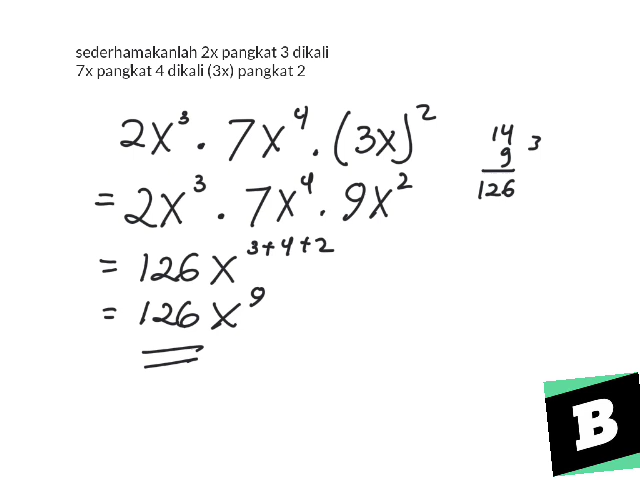 sederhamakanlah 2x pangkat 3 dikali
7x pangkat 4 dikali (3x) pangkat 2
2x³ . 7x⁴ . (3x)²
= 2x³ . 7x⁴ . 9x²
= 126 x³⁺⁴⁺²
= 126 x⁹
14
9 3
126
B